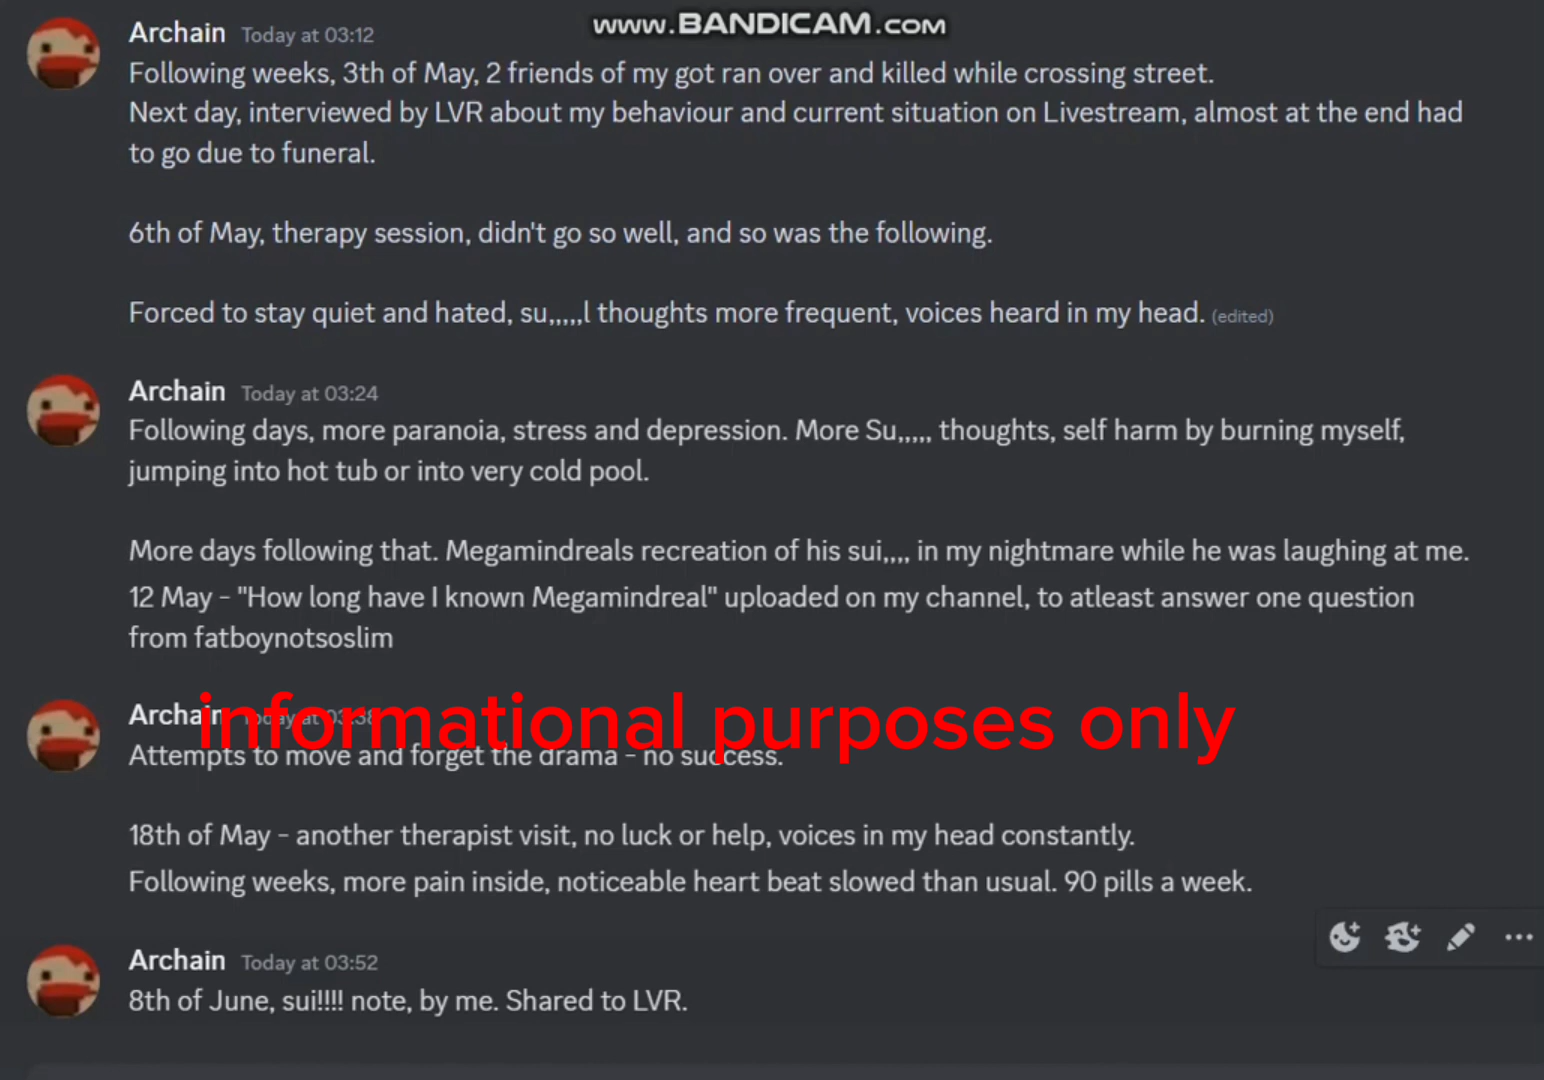 www.BANDICAM.com
Archain Today at 03:12
Following weeks, 3th of May, 2 friends of my got ran over and killed while crossing street.
Next day, interviewed by LVR about my behaviour and current situation on Livestream, almost at the end had
to go due to funeral.
6th of May, therapy session, didn't go so well, and so was the following.
Forced to stay quiet and hated, su,,,,,l thoughts more frequent, voices heard in my head. (edited)
Archain Today at 03:24
Following days, more paranoia, stress and depression. More Su,,,,, thoughts, self harm by burning myself,
jumping into hot tub or into very cold pool.
More days following that. Megamindreals recreation of his sui,,,, in my nightmare while he was laughing at me.
12 May - "How long have I known Megamindreal" uploaded on my channel, to atleast answer one question
from fatboynotsoslim
Archain Today at 03:38
informational purposes only
Attempts to move and forget the drama - no success.
18th of May - another therapist visit, no luck or help, voices in my head constantly.
Following weeks, more pain inside, noticeable heart beat slowed than usual. 90 pills a week.
Archain Today at 03:52
8th of June, sui!!!! note, by me. Shared to LVR.